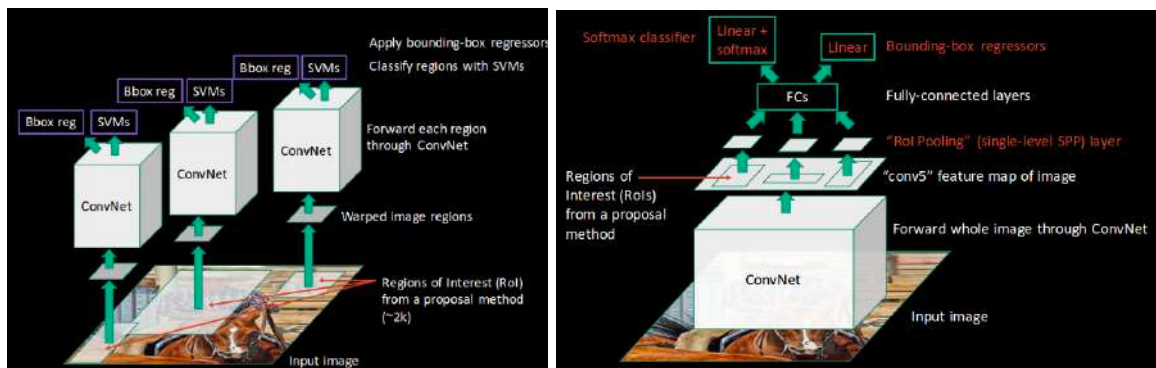 Apply bounding-box regressors
Bbox reg SVMs Classify regions with SVMs
Bbox reg SVMs
Bbox reg SVMs
Forward each region
through ConvNet
ConvNet
ConvNet
ConvNet
Warped image regions
Regions of Interest (RoI)
from a proposal method
(~2k)
Input image
Softmax classifier
Linear +
softmax
Linear
Bounding-box regressors
FCs
Fully-connected layers
"RoI Pooling" (single-level SPP) layer
Regions of
Interest (RoIs)
from a proposal
method
"conv5" feature map of image
Forward whole image through ConvNet
ConvNet
Input image